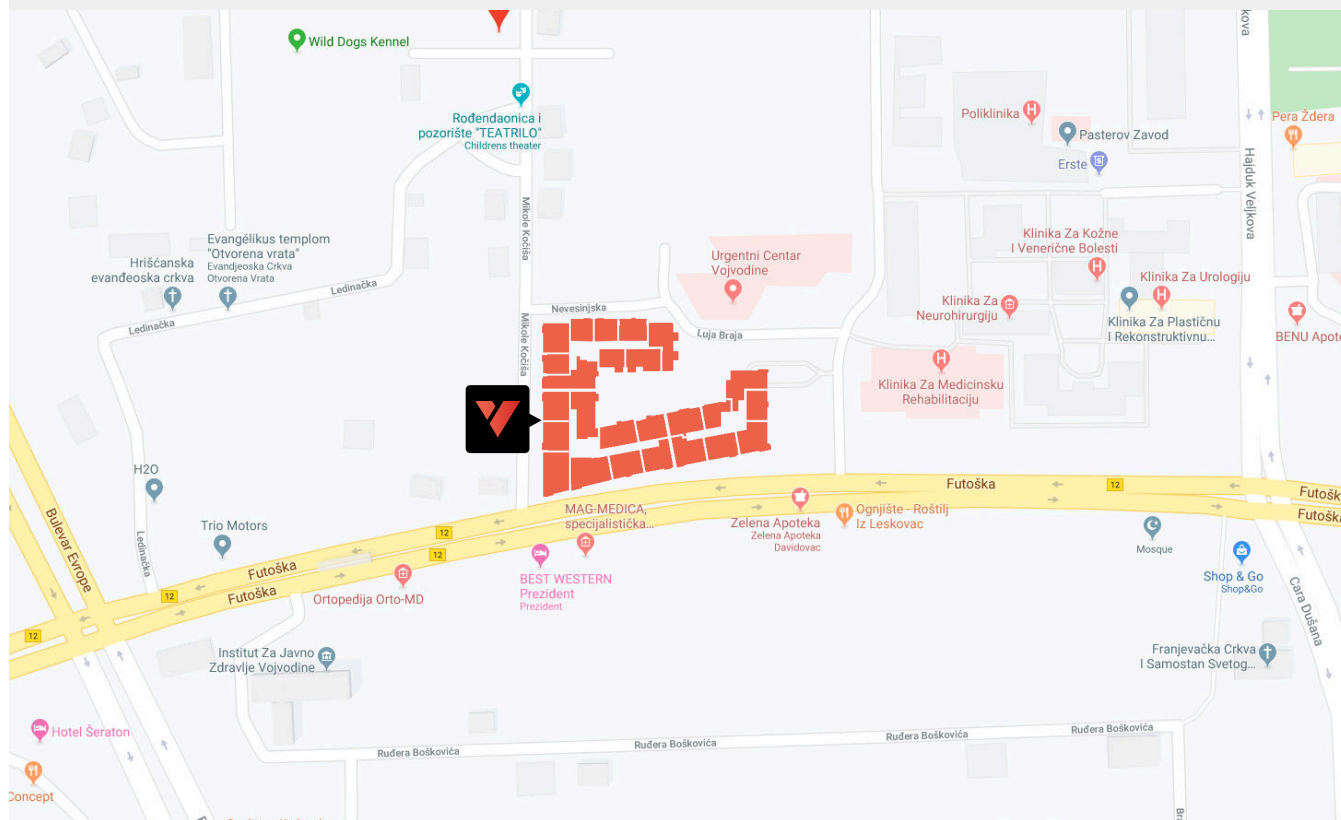 Wild Dogs Kennel
Rođendaonica i
pozorište "TEATRILO"
Childrens theater
Poliklinika
Pasterov Zavod
Erste
kova
Hajduk Veljkova
Pera Ždera
Mikole Kočiša
Evangélikus templom
"Otvorena vrata"
Evandjeoska Crkva
Otvorena Vrata
Hrišćanska
evanđeoska crkva
Ledinačka
Ledinačka
Urgentni Centar
Vojvodine
Klinika Za Kožne
I Venerične Bolesti
Klinika Za Urologiju
Klinika Za
Neurohirurgiju
Klinika Za Plastičnu
I Rekonstruktivnu...
BENU Apote
Nevesinjska
Luja Braja
Mikole Kočiša
Klinika Za Medicinsku
Rehabilitaciju
H2O
Trio Motors
Bulevar Evrope
Ledinačka
Futoška
12
Futošk
Futošk
MAG-MEDICA,
specijalistička...
Zelena Apoteka
Zelena Apoteka
Davidovac
Ognjište - Roštilj
Iz Leskovac
Mosque
Shop & Go
Shop&Go
Cara Dušana
12
12
Futoška
Futoška
12
12
BEST WESTERN
Prezident
Prezident
Ortopedija Orto-MD
Institut Za Javno
Zdravlje Vojvodine
Franjevačka Crkva
I Samostan Svetog...
Hotel Šeraton
Concept
Ruđera Boškovića
Ruđera Boškovića
Ruđera Boškovića
Ruđera Boškovića
Bra